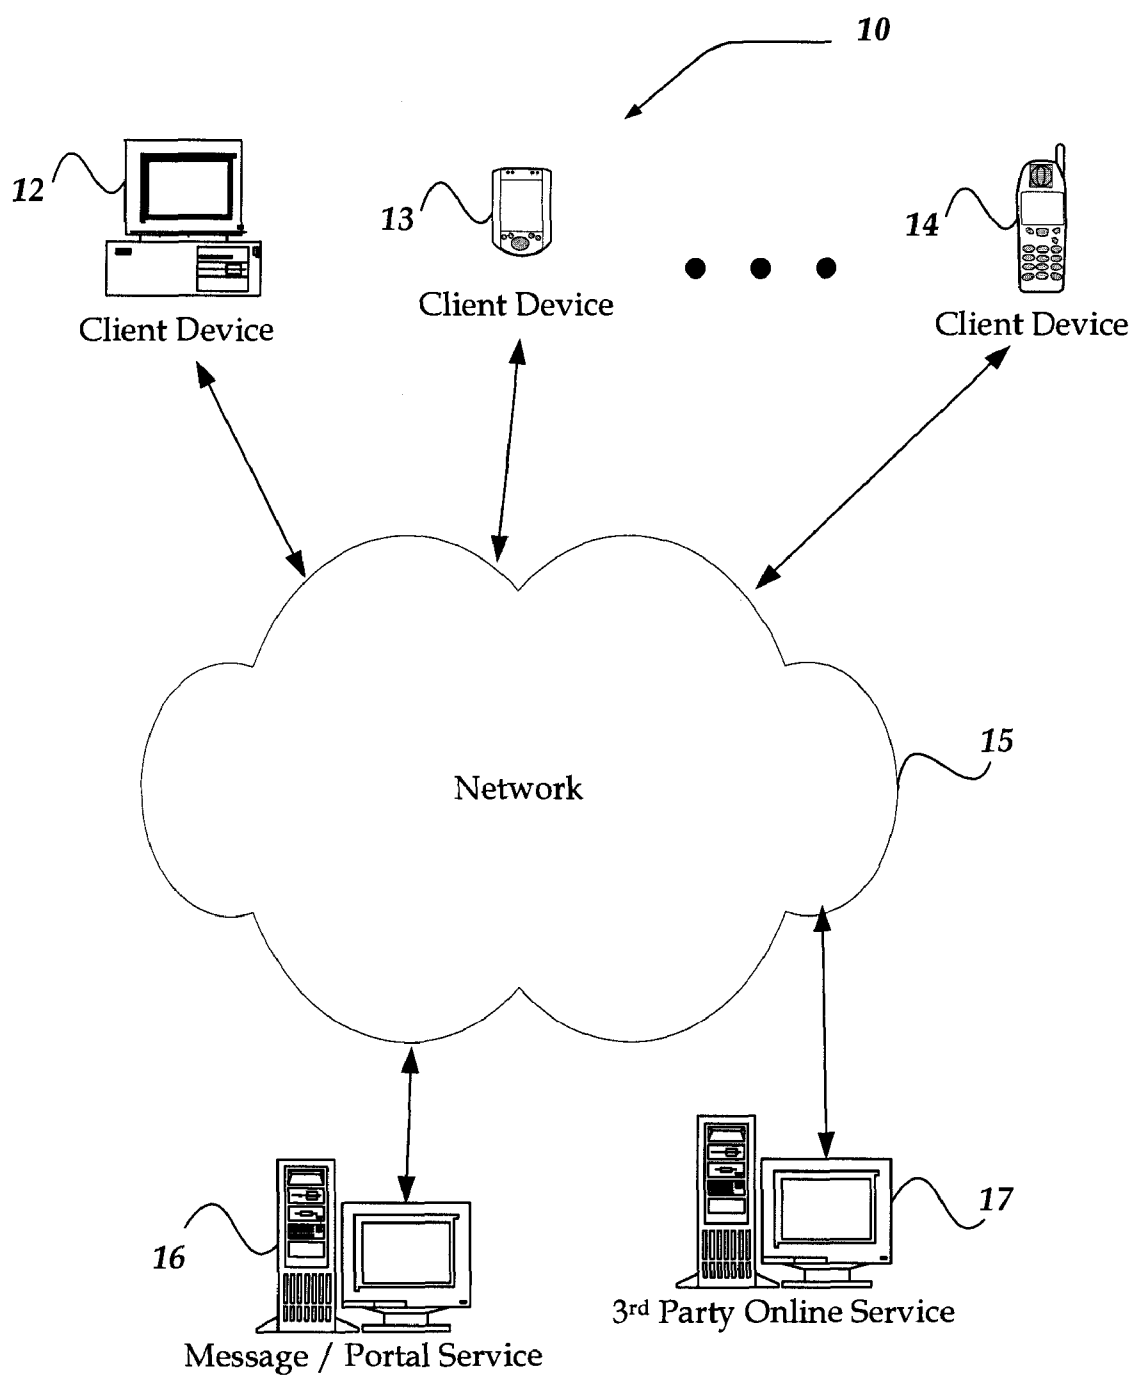 10
12
13
14
Client Device
Client Device
Client Device
15
Network
16
17
3rd Party Online Service
Message / Portal Service